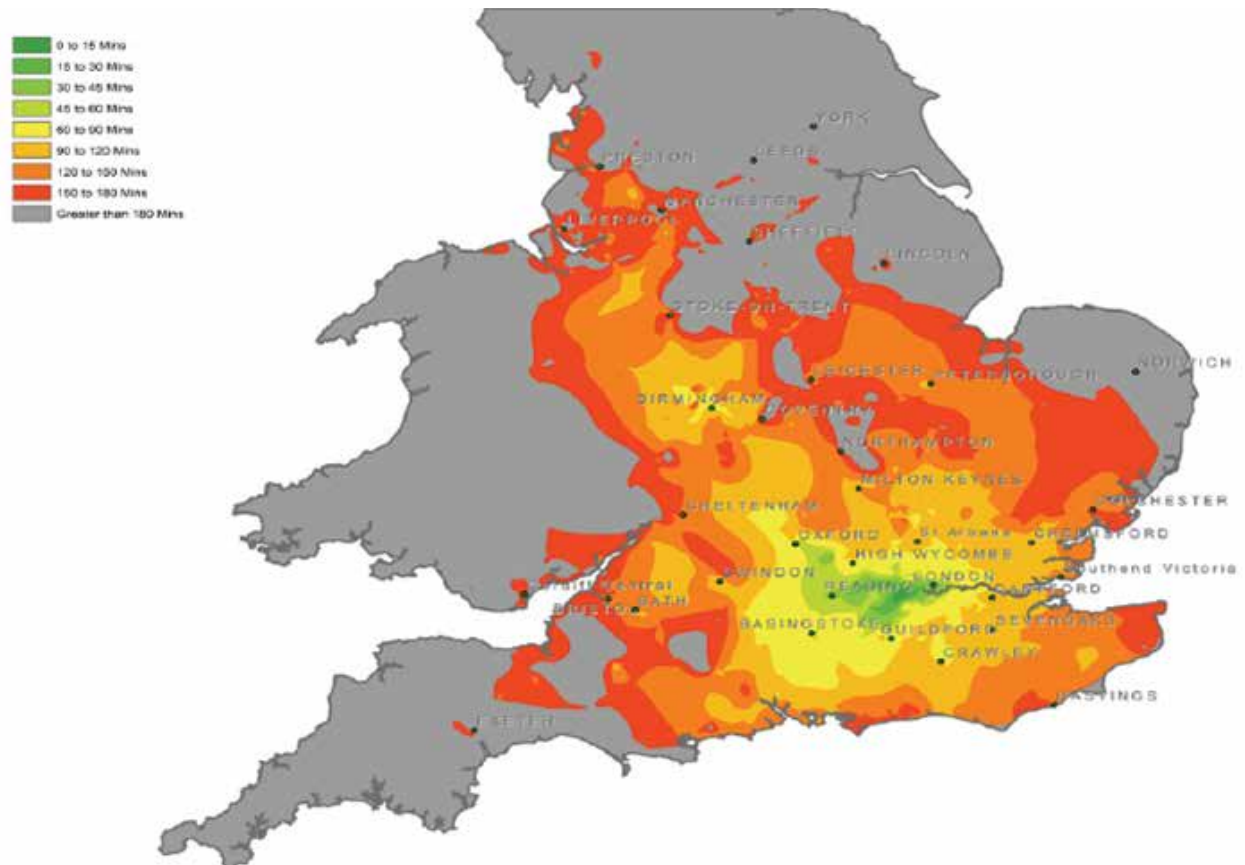 0 to 15 Mins
15 to 30 Mins
30 to 45 Mins
45 to 60 Mins
60 to 90 Mins
90 to 120 Mins
120 to 150 Mins
150 to 180 Mins
Greater than 180 Mins
YORK
LEEDS
PRESTON
MANCHESTER
LIVERPOOL
SHEFFIELD
LINCOLN
STOKE-ON-TRENT
NORWICH
LEICESTER
PETERBOROUGH
BIRMINGHAM
COVENTRY
NORTHAMPTON
MILTON KEYNES
COLCHESTER
CHELTENHAM
OXFORD
St Albans
CHELMSFORD
HIGH WYCOMBE
Southend Victoria
SWINDON
READING
LONDON
DARTFORD
Cardiff Central
BRISTOL
BATH
BASINGSTOKE
GUILDFORD
SEVENOAKS
CRAWLEY
HASTINGS
EXETER